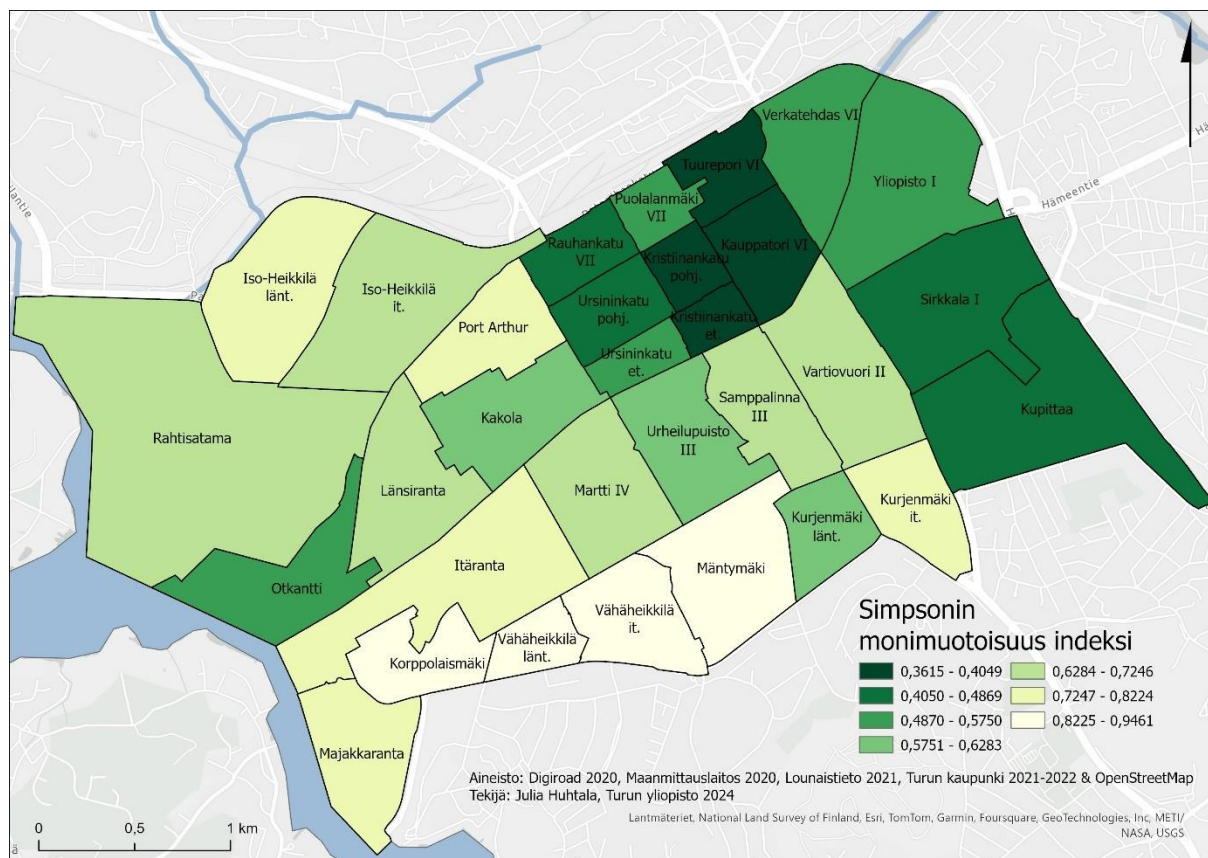 Verkatehdas VI
Tuurepori VI
Hämeentie
Yliopisto I
Puolalanmäki
VII
Kauppatori VI
Rauhankatu
VII
Kristiinankatu
pohj.
Iso-Heikkilä
länt.
Iso-Heikkilä
it.
Sirkkala I
Ursininkatu
pohj.
Port Arthur
Kristiinankatu
et.
Ursininkatu
et.
Vartiovuori II
Samppalinna
III
Kupittaa
Kakola
Urheilupuisto
III
Rahtisatama
Länsiranta
Martti IV
Kurjenmäki
it.
Kurjenmäki
länt.
Itäranta
Mäntymäki
Otkantti
Vähäheikkilä
it.
Korppolaismäki
Vähäheikkilä
länt.
Majakkaranta
Simpsonin
monimuotoisuus indeksi
0,3615 - 0,4049
0,6284 - 0,7246
0,4050 - 0,4869
0,7247 - 0,8224
0,4870 - 0,5750
0,8225 - 0,9461
0,5751 - 0,6283
Aineisto: Digiroad 2020, Maanmittauslaitos 2020, Lounaistieto 2021, Turun kaupunki 2021-2022 & OpenStreetMap
Tekijä: Julia Huhtala, Turun yliopisto 2024
Lantmäteriet, National Land Survey of Finland, Esri, TomTom, Garmin, Foursquare, GeoTechnologies, Inc, METI/
NASA, USGS
0 0,5 1 km